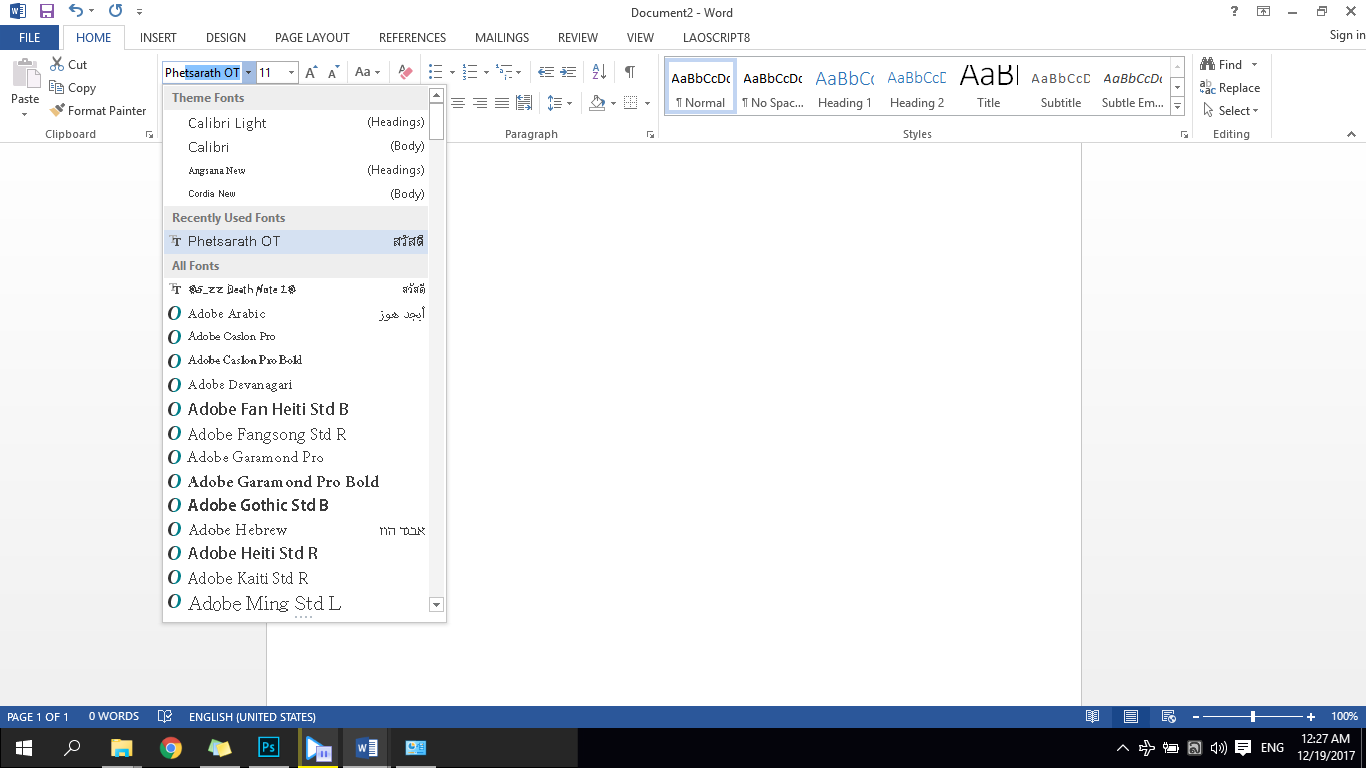 Document2 - Word
FILE HOME INSERT DESIGN PAGE LAYOUT REFERENCES MAILINGS REVIEW VIEW LAOSCRIPT8 Sign in
Paste
Cut
Copy
Format Painter
Clipboard
Phetsarath OT 11
Aa
Paragraph
AaBbCcDc AaBbCcDc AaBbCc AaBbCcD AaBl AaBbCcD AaBbCcDc
¶ Normal ¶ No Spac... Heading 1 Heading 2 Title Subtitle Subtle Em...
Styles
Find
Replace
Select
Editing
Theme Fonts
Calibri Light (Headings)
Calibri (Body)
Angsana New (Headings)
Cordia New (Body)
Recently Used Fonts
Phetsarath OT สวัสดี
All Fonts
Death Note สวัสดี
Adobe Arabic أبجد هوز
Adobe Caslon Pro
Adobe Caslon Pro Bold
Adobe Devanagari
Adobe Fan Heiti Std B
Adobe Fangsong Std R
Adobe Garamond Pro
Adobe Garamond Pro Bold
Adobe Gothic Std B
Adobe Hebrew אבגד הוז
Adobe Heiti Std R
Adobe Kaiti Std R
Adobe Ming Std L
PAGE 1 OF 1 0 WORDS ENGLISH (UNITED STATES) 100%
Ps
ENG
12:27 AM
12/19/2017